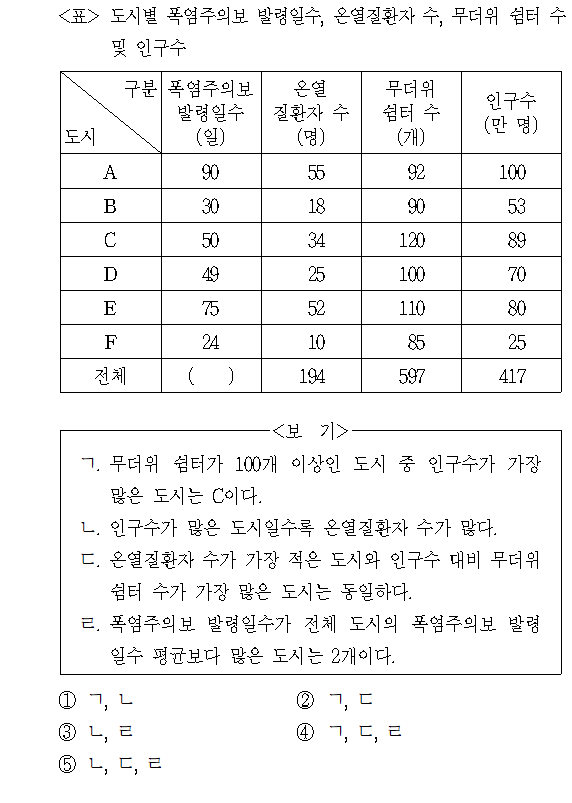 <표> 도시별 폭염주의보 발령일수, 온열질환자 수, 무더위 쉼터 수
및 인구수
구분 도시 폭염주의보 발령일수 (일) 온열 질환자 수 (명) 무더위 쉼터 수 (개) 인구수 (만 명)
A 90 55 92 100
B 30 18 90 53
C 50 34 120 89
D 49 25 100 70
E 75 52 110 80
F 24 10 85 25
전체 ( ) 194 597 417
<보 기>
ㄱ. 무더위 쉼터가 100개 이상인 도시 중 인구수가 가장
많은 도시는 C이다.
ㄴ. 인구수가 많은 도시일수록 온열질환자 수가 많다.
ㄷ. 온열질환자 수가 가장 적은 도시와 인구수 대비 무더위
쉼터 수가 가장 많은 도시는 동일하다.
ㄹ. 폭염주의보 발령일수가 전체 도시의 폭염주의보 발령
일수 평균보다 많은 도시는 2개이다.
① ㄱ, ㄴ ② ㄱ, ㄷ
③ ㄴ, ㄹ ④ ㄱ, ㄷ, ㄹ
⑤ ㄴ, ㄷ, ㄹ